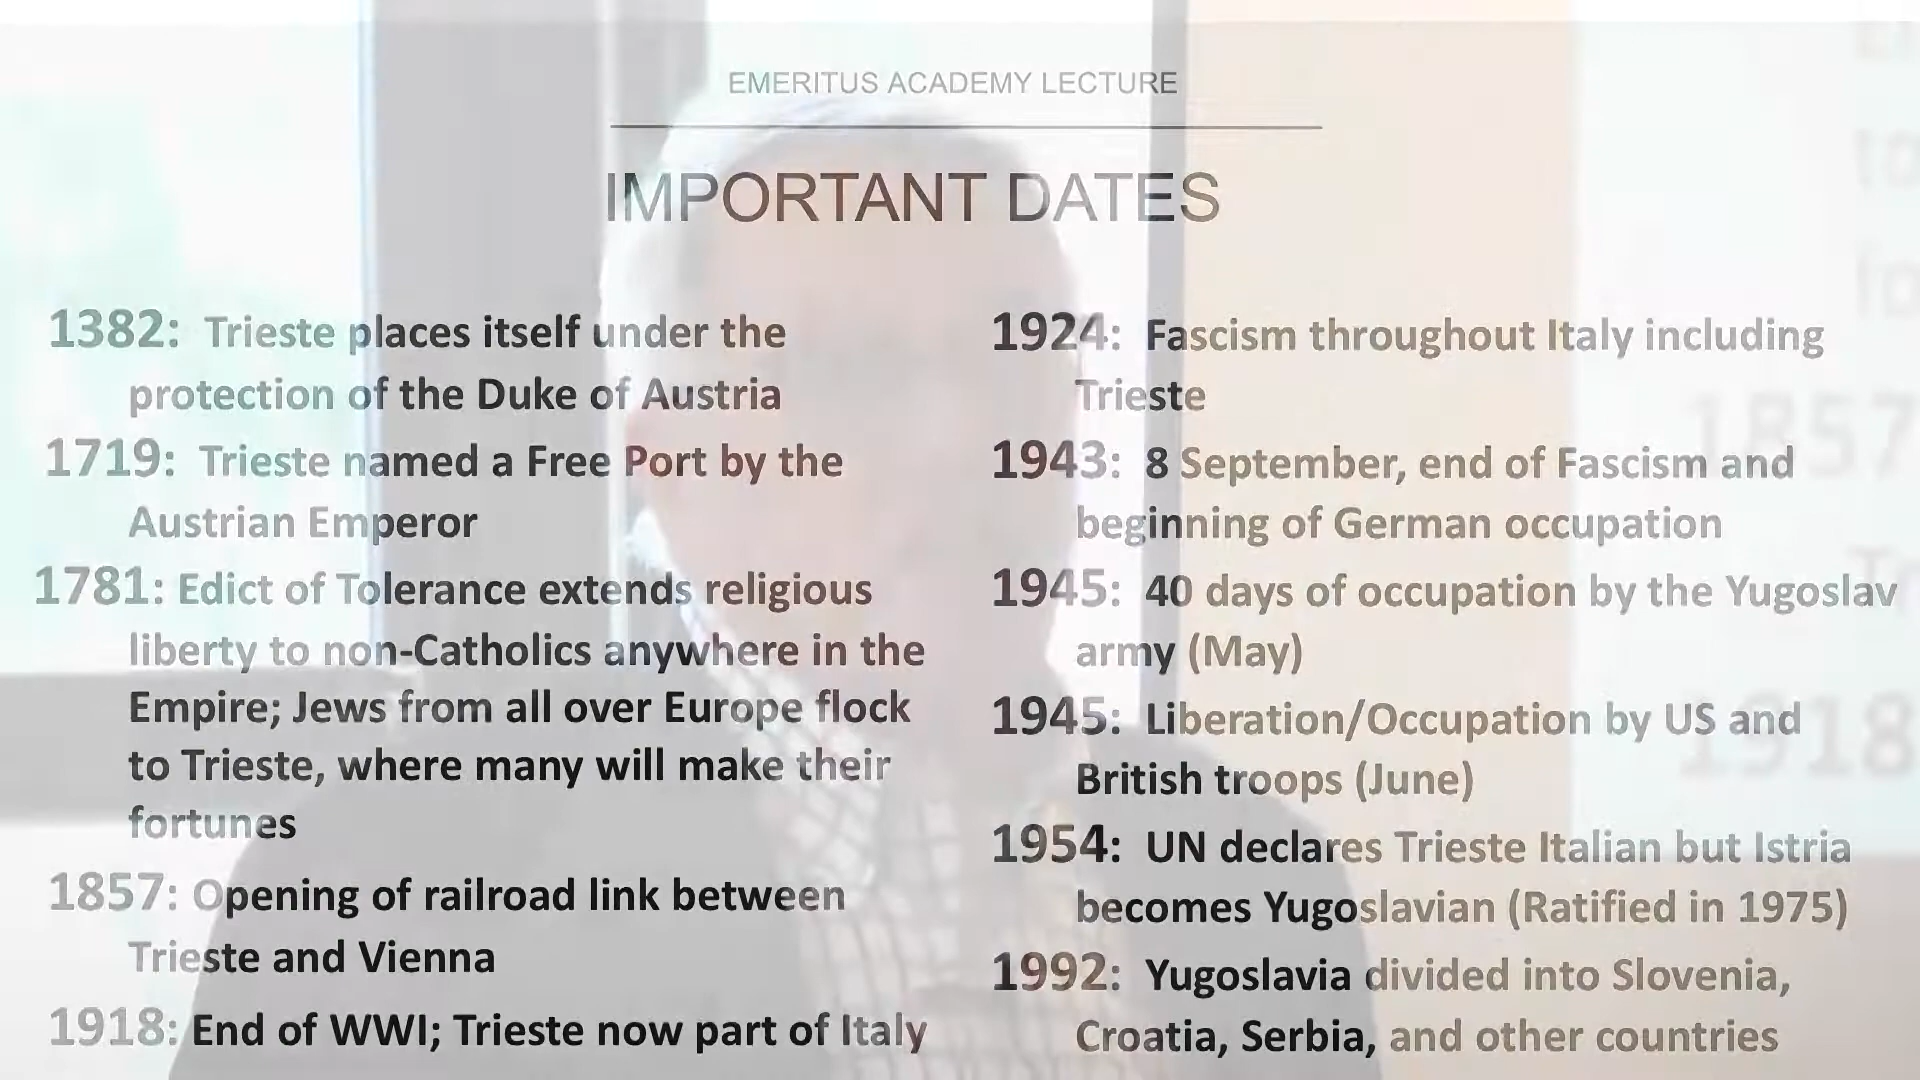 EMERITUS ACADEMY LECTURE
IMPORTANT DATES
1382: Trieste places itself under the
protection of the Duke of Austria
1719: Trieste named a Free Port by the
Austrian Emperor
1781: Edict of Tolerance extends religious
liberty to non-Catholics anywhere in the
Empire; Jews from all over Europe flock
to Trieste, where many will make their
fortunes
1857: Opening of railroad link between
Trieste and Vienna
1918: End of WWI; Trieste now part of Italy
1924: Fascism throughout Italy including
Trieste
1943: 8 September, end of Fascism and
beginning of German occupation
1945: 40 days of occupation by the Yugoslav
army (May)
1945: Liberation/Occupation by US and
British troops (June)
1954: UN declares Trieste Italian but Istria
becomes Yugoslavian (Ratified in 1975)
1992: Yugoslavia divided into Slovenia,
Croatia, Serbia, and other countries
to
1857
1918